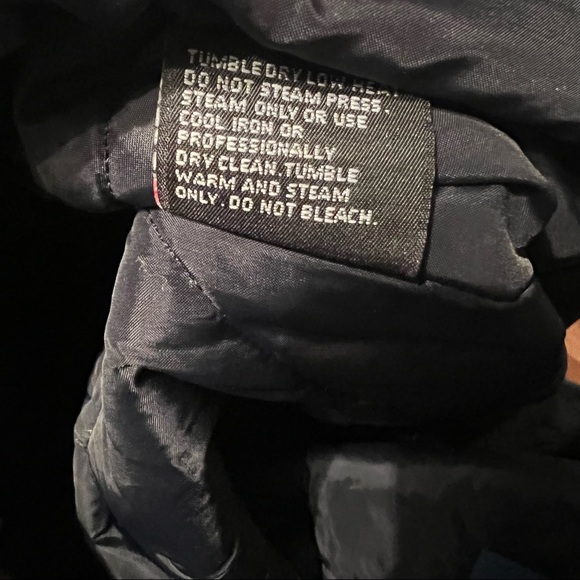 TUMBLE DRY LOW HEAT
DO NOT STEAM PRESS.
STEAM ONLY OR USE
COOL IRON OR
PROFESSIONALLY
DRY CLEAN. TUMBLE
WARM AND STEAM
ONLY. DO NOT BLEACH.